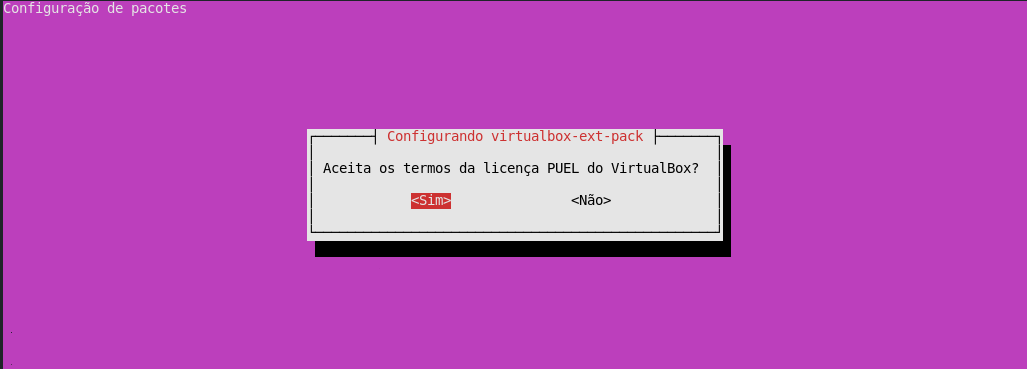 Configuração de pacotes
Configurando virtualbox-ext-pack
Aceita os termos da licença PUEL do VirtualBox?
<Sim> <Não>